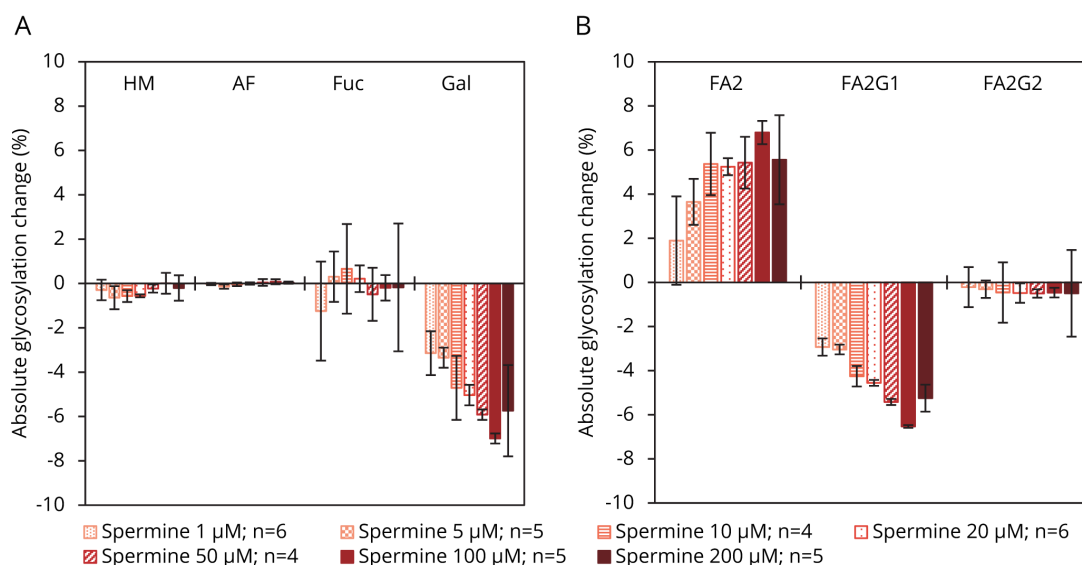 A
B
Absolute glycosylation change (%)
10
8
6
4
2
0
-2
-4
-6
-8
-10
HM AF Fuc Gal
Absolute glycosylation change (%)
10
8
6
4
2
0
-2
-4
-6
-8
-10
FA2 FA2G1 FA2G2
Spermine 1 µM; n=6 Spermine 5 µM; n=5 Spermine 10 µM; n=4 Spermine 20 µM; n=6
Spermine 50 µM; n=4 Spermine 100 µM; n=5 Spermine 200 µM; n=5